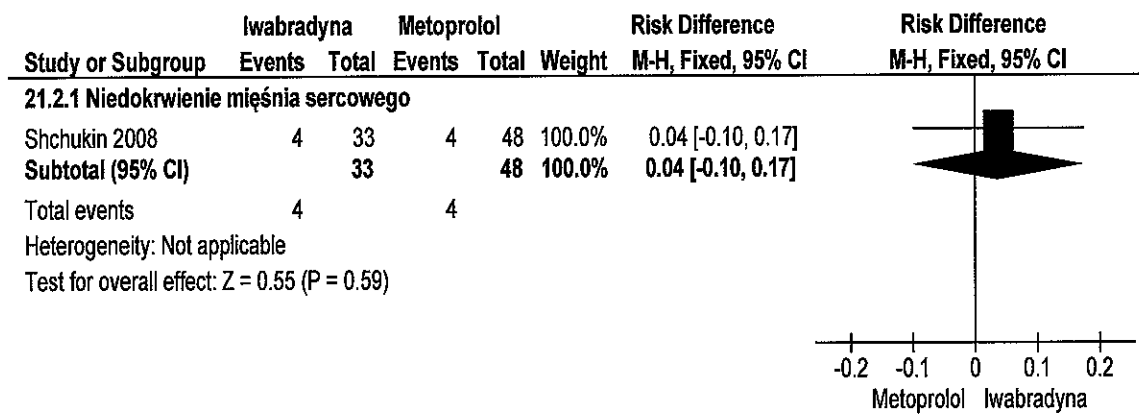 Iwabradyna Metoprolol Risk Difference Risk Difference
Study or Subgroup Events Total Events Total Weight M-H, Fixed, 95% CI M-H, Fixed, 95% CI
21.2.1 Niedokrwienie mięśnia sercowego
Shchukin 2008 4 33 4 48 100.0% 0.04 [-0.10, 0.17]
Subtotal (95% CI) 33 48 100.0% 0.04 [-0.10, 0.17]
Total events 4 4
Heterogeneity: Not applicable
Test for overall effect: Z = 0.55 (P = 0.59)
-0.2 -0.1 0 0.1 0.2
Metoprolol Iwabradyna